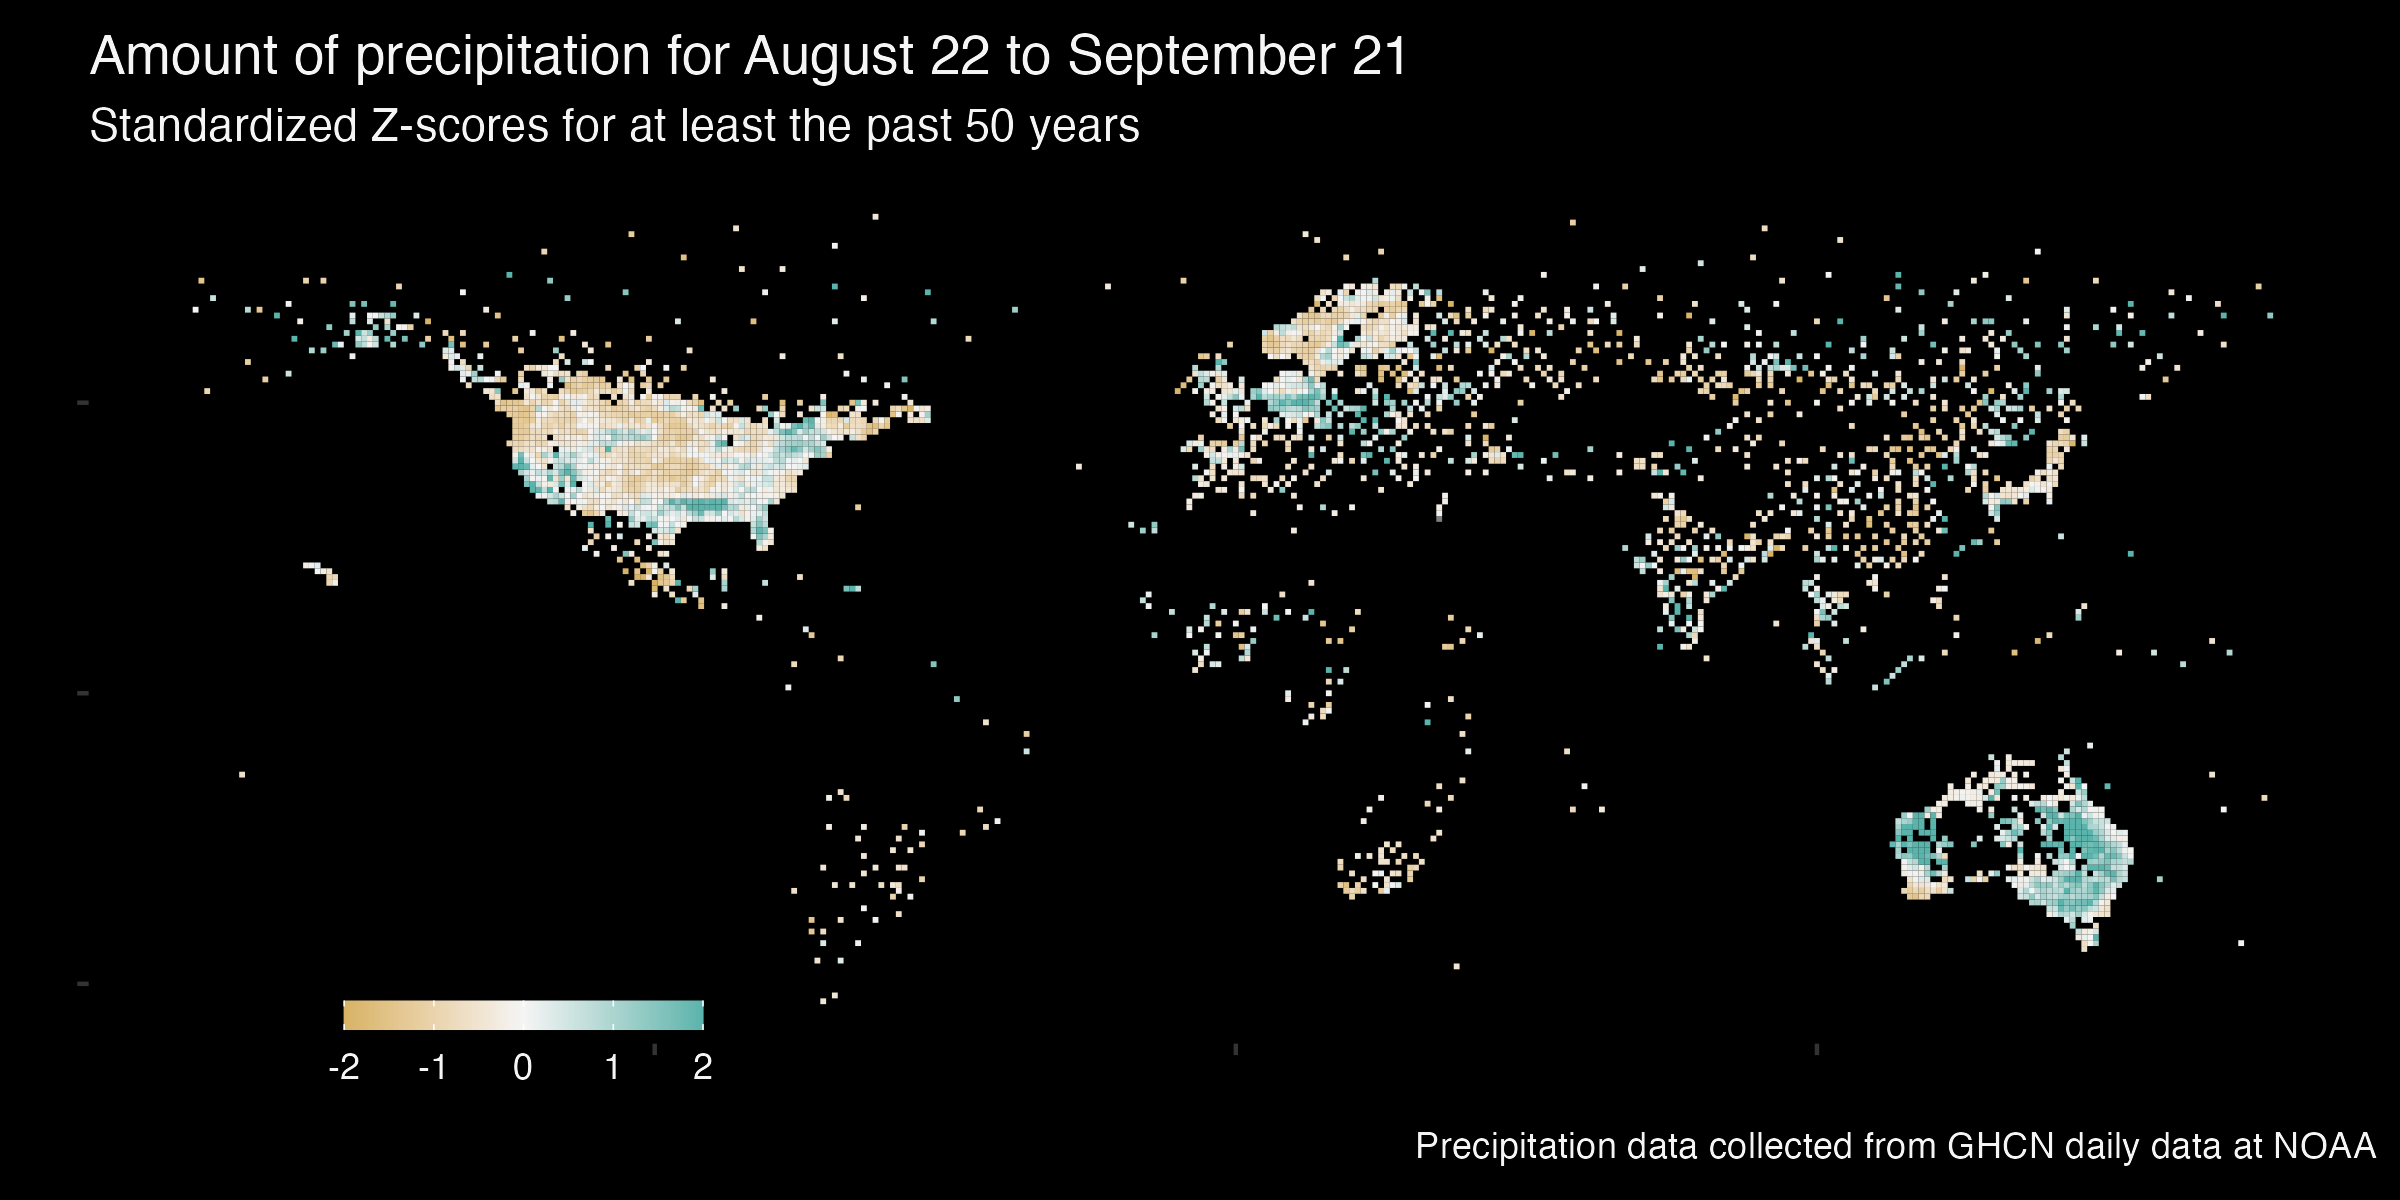 Amount of precipitation for August 22 to September 21
Standardized Z-scores for at least the past 50 years
-2 -1 0 1 2
Precipitation data collected from GHCN daily data at NOAA